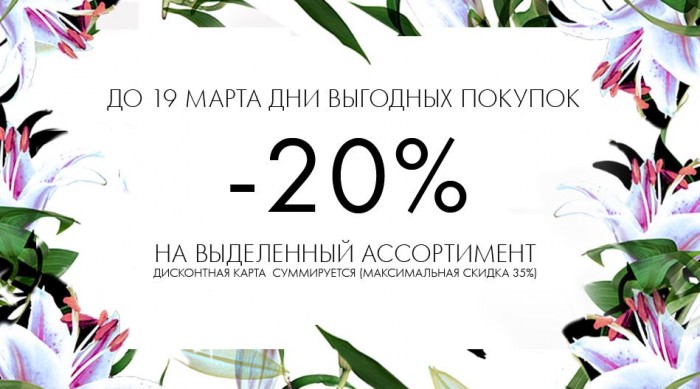 ДО 19 МАРТА ДНИ ВЫГОДНЫХ ПОКУПОК
-20%
НА ВЫДЕЛЕННЫЙ АССОРТИМЕНТ
ДИСКОНТНАЯ КАРТА СУММИРУЕТСЯ (МАКСИМАЛЬНАЯ СКИДКА 35%)